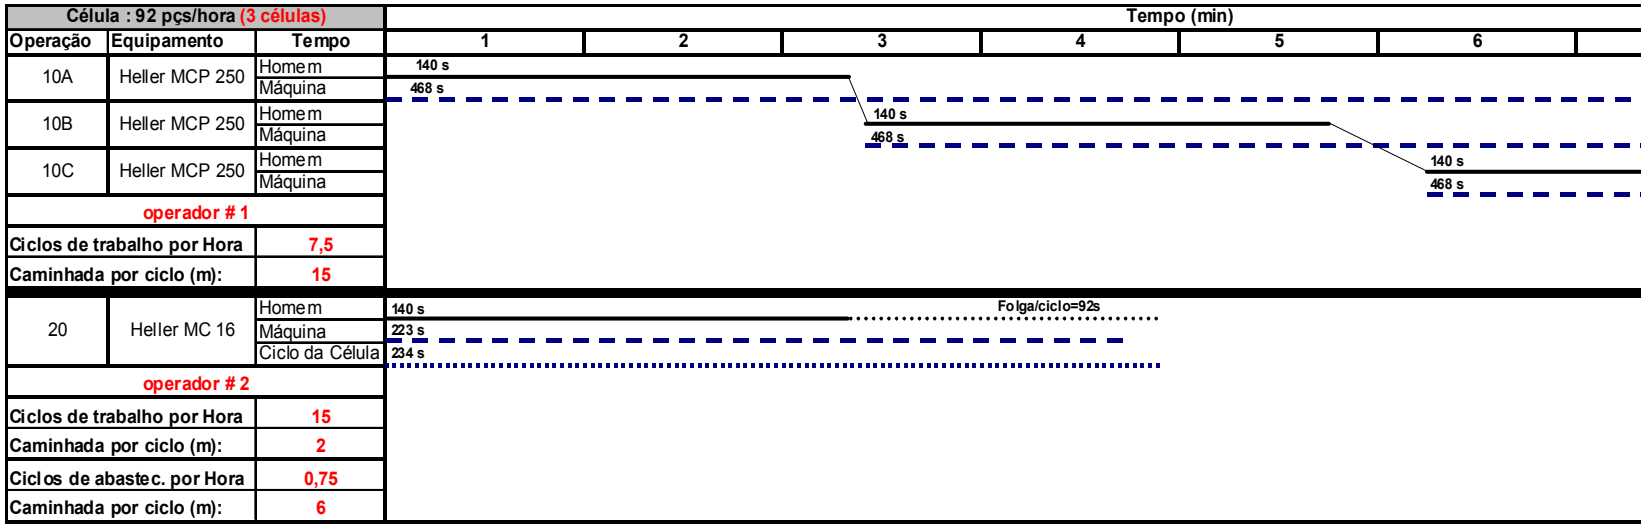 Célula : 92 pçs/hora (3 células) Tempo (min)
Operação Equipamento Tempo 1 2 3 4 5 6
10A Heller MCP 250 Homem 140 s
Máquina 468 s
10B Heller MCP 250 Homem 140 s
Máquina 468 s
10C Heller MCP 250 Homem 140 s
Máquina 468 s
operador # 1
Ciclos de trabalho por Hora 7,5
Caminhada por ciclo (m): 15
20 Heller MC 16 Homem 140 s Folga/ciclo=92s
Máquina 223 s
Ciclo da Célula 234 s
operador # 2
Ciclos de trabalho por Hora 15
Caminhada por ciclo (m): 2
Ciclos de abastec. por Hora 0,75
Caminhada por ciclo (m): 6